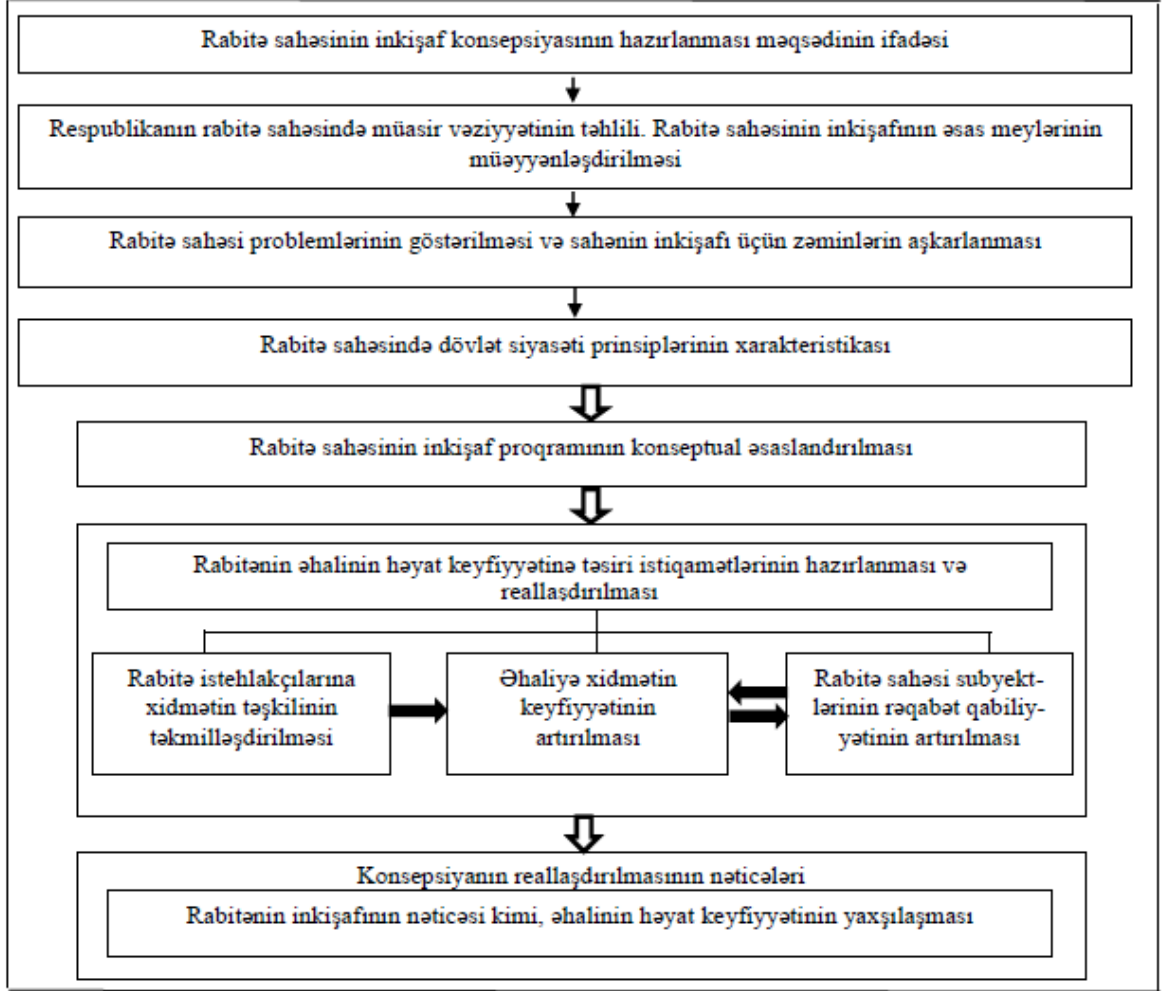 Rabitə sahəsinin inkişaf konsepsiyasının hazırlanması məqsədinin ifadəsi
Respublikanın rabitə sahəsində müasir vəziyyətinin təhlili. Rabitə sahəsinin inkişafının əsas meylərinin
müəyyənləşdirilməsi
Rabitə sahəsi problemlərinin göstərilməsi və sahənin inkişafı üçün zəminlərin aşkarlanması
Rabitə sahəsində dövlət siyasəti prinsiplərinin xarakteristikası
Rabitə sahəsinin inkişaf proqramının konseptual əsaslandırılması
Rabitənin əhalinin həyat keyfiyyətinə təsiri istiqamətlərinin hazırlanması və
reallaşdırılması
Rabitə istehlakçılarına
xidmətin təşkilinin
təkmilləşdirilməsi
Əhaliyə xidmətin
keyfiyyətinin
artırılması
Rabitə sahəsi subyekt-
lərinin rəqabət qabiliy-
yətinin artırılması
Konsepsiyanın reallaşdırılmasının nəticələri
Rabitənin inkişafının nəticəsi kimi, əhalinin həyat keyfiyyətinin yaxşılaşması